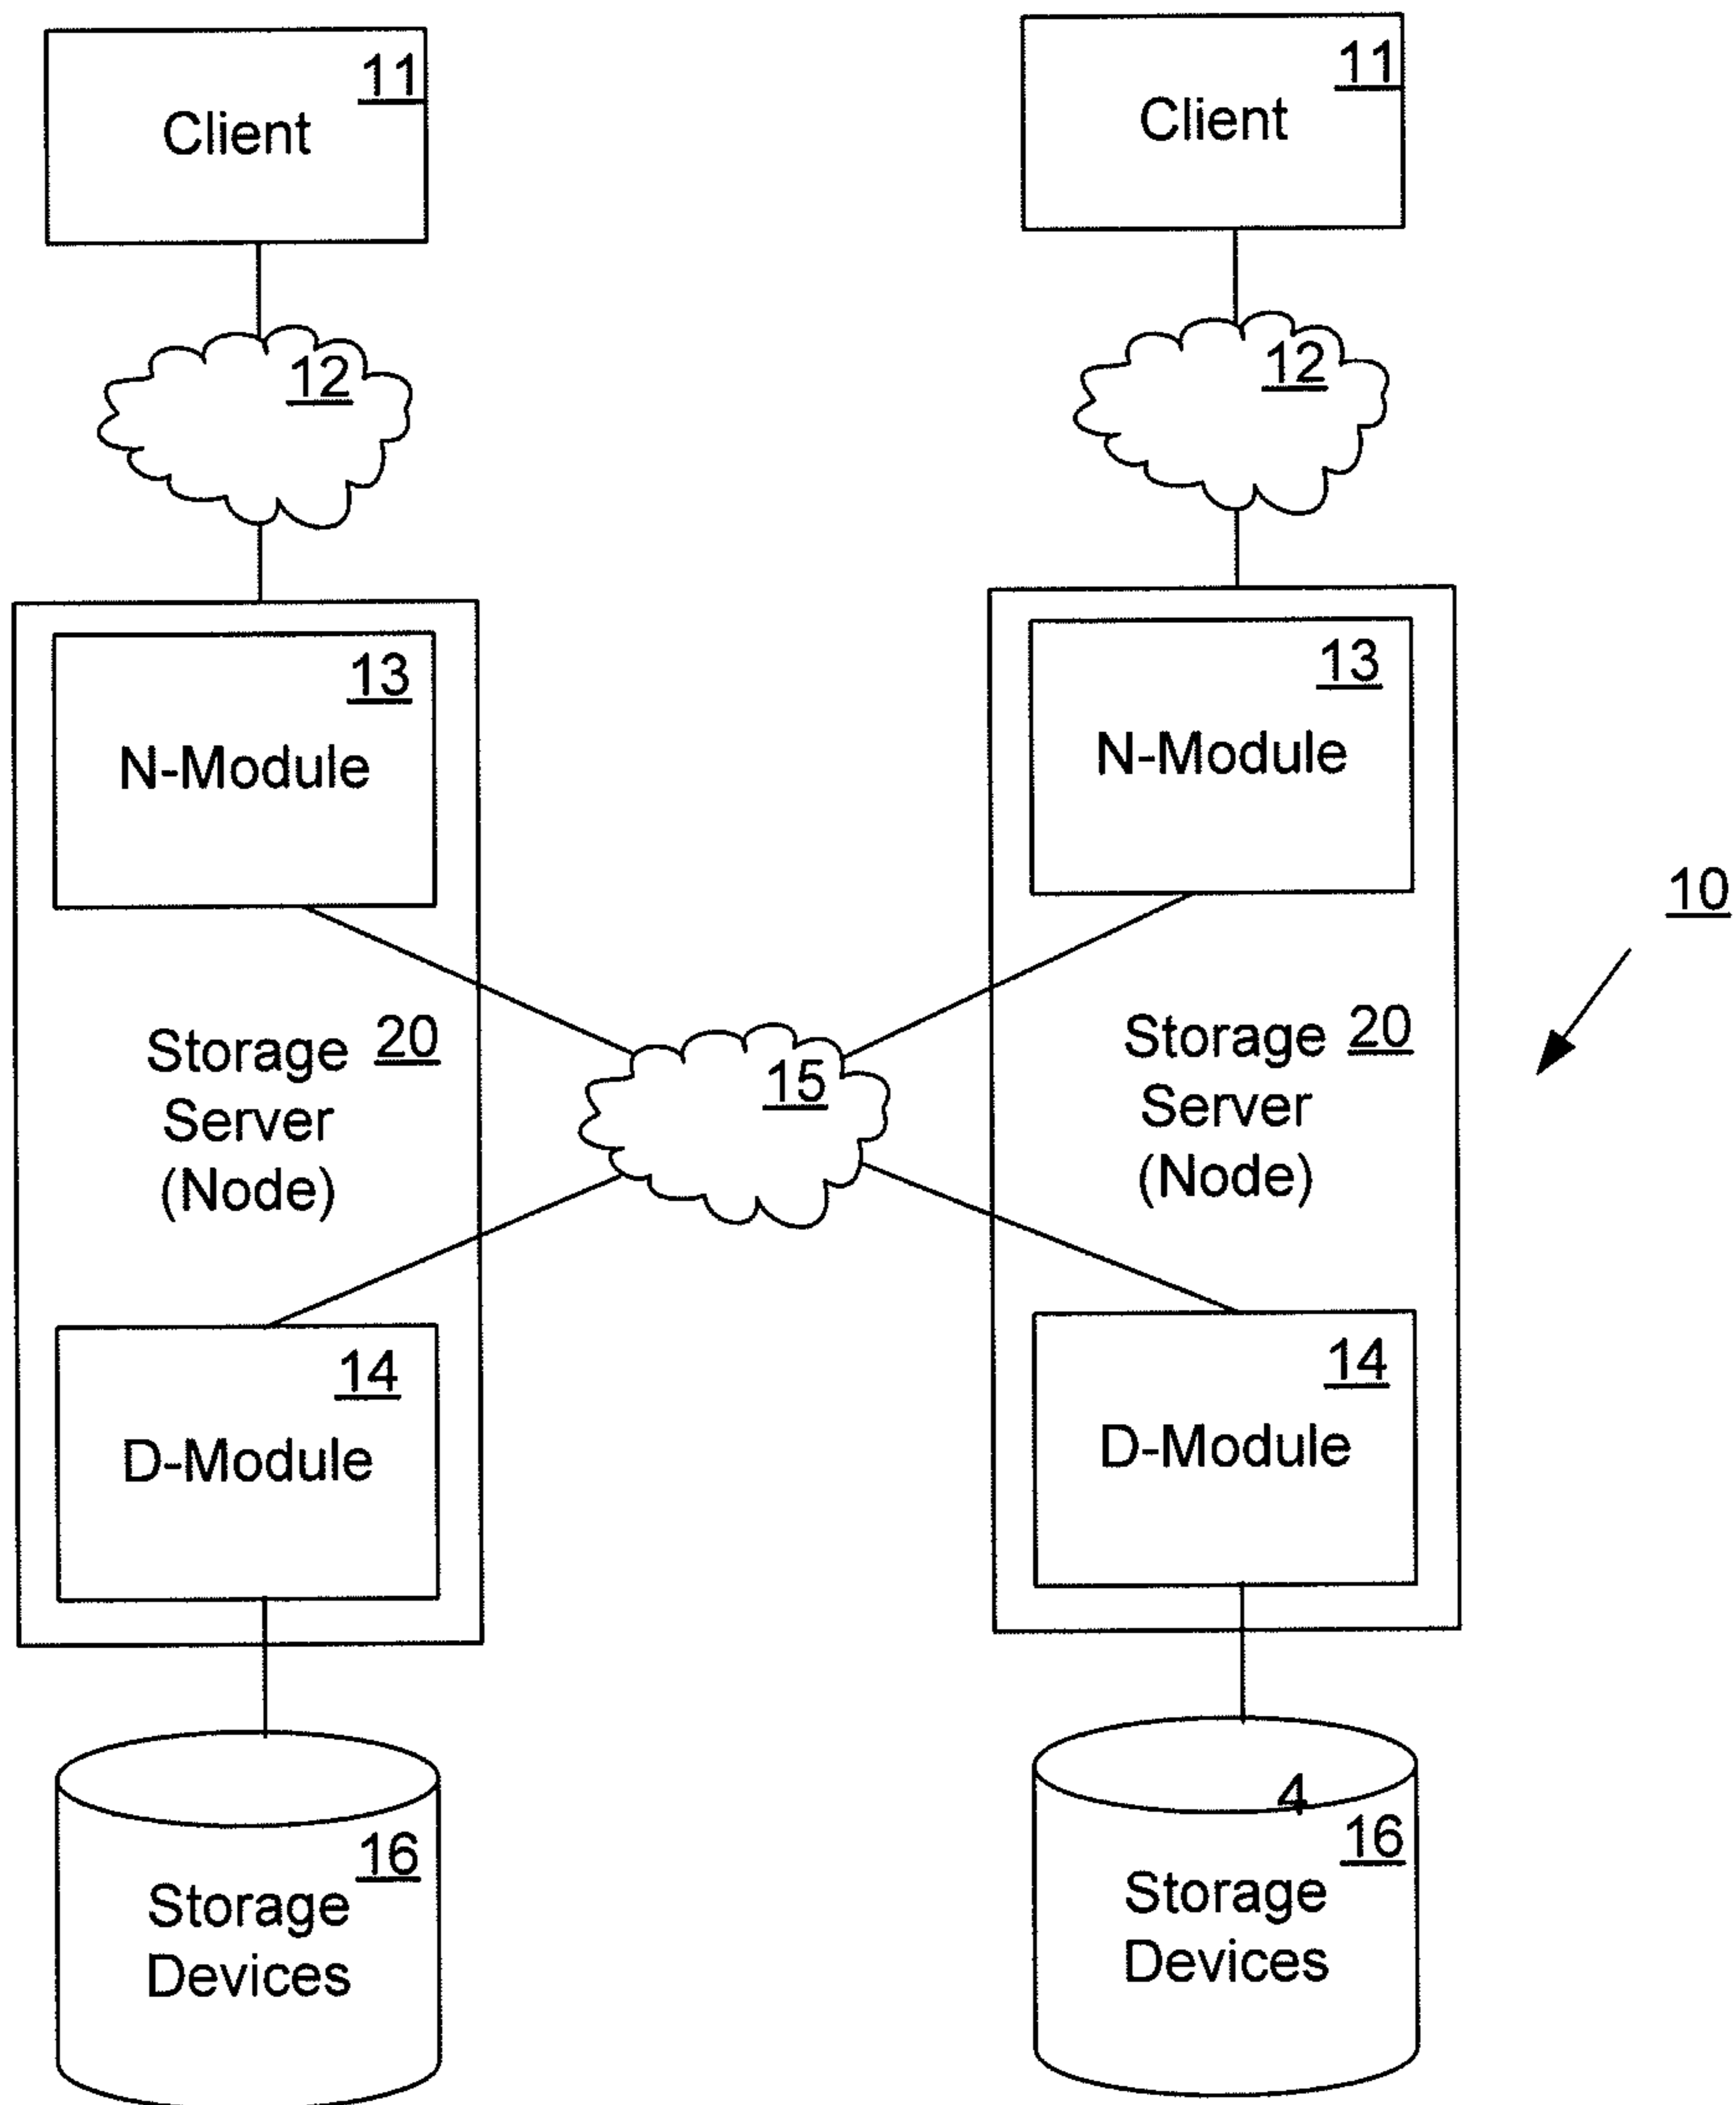 11
Client
11
Client
12
12
13
N-Module
13
N-Module
10
Storage 20
Server
(Node)
15
Storage 20
Server
(Node)
14
D-Module
14
D-Module
4
16
Storage
Devices
16
Storage
Devices